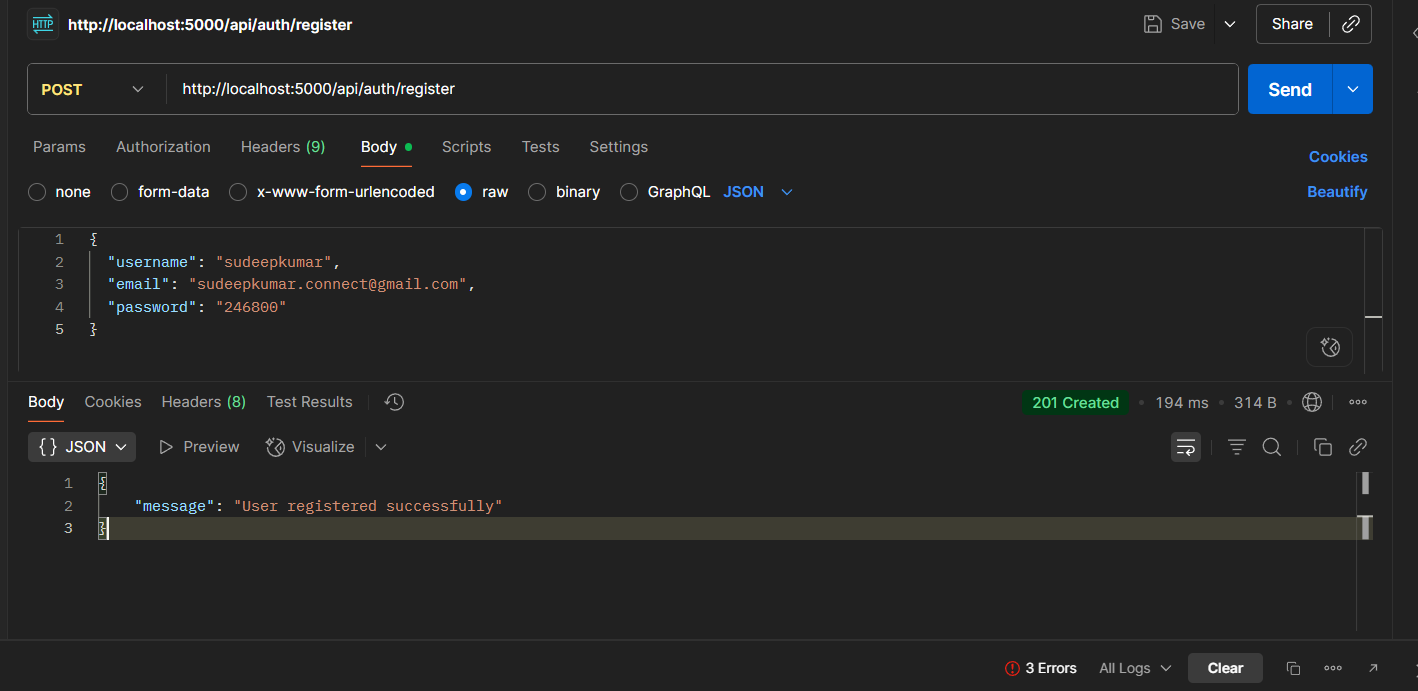 HTTP http://localhost:5000/api/auth/register Save Share
POST http://localhost:5000/api/auth/register Send
Params Authorization Headers (9) Body Scripts Tests Settings Cookies
none form-data x-www-form-urlencoded raw binary GraphQL JSON Beautify
1 {
2 "username": "sudeepkumar",
3 "email": "sudeepkumar.connect@gmail.com",
4 "password": "246800"
5 }
Body Cookies Headers (8) Test Results 201 Created • 194 ms • 314 B •
{} JSON Preview Visualize
1 {
2 "message": "User registered successfully"
3 }
3 Errors All Logs Clear